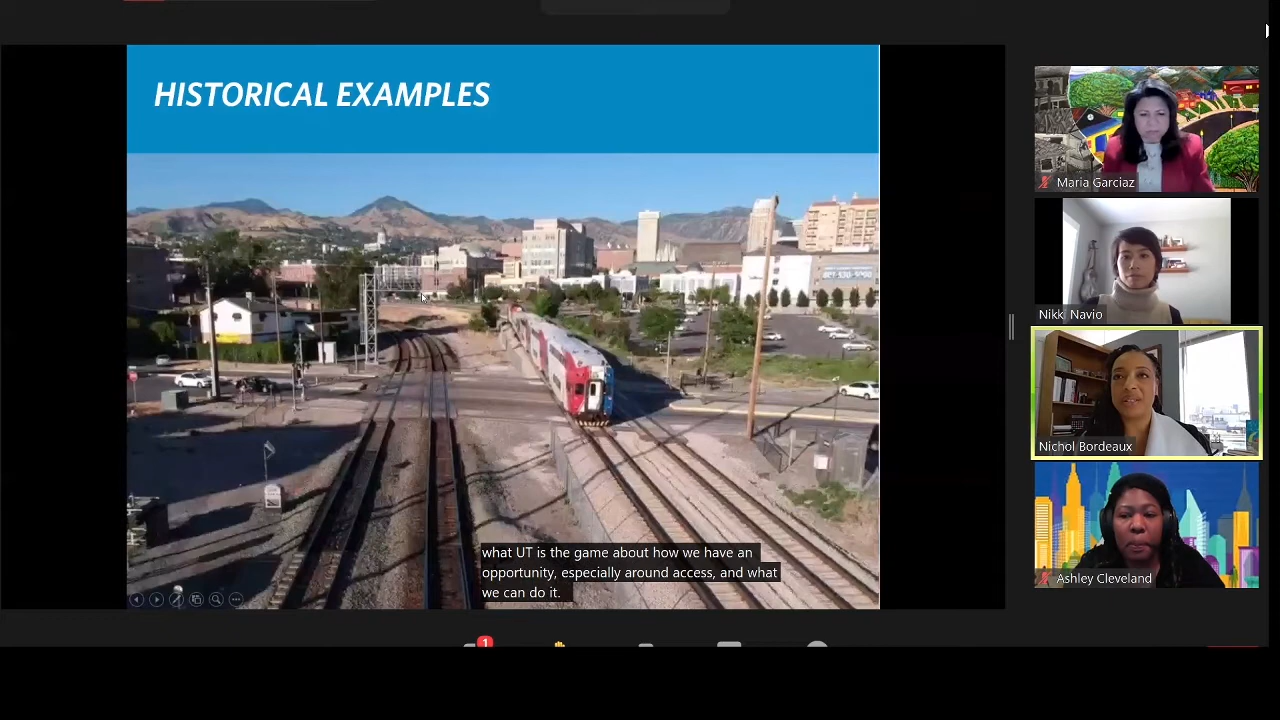 HISTORICAL EXAMPLES
what UT is the game about how we have an
opportunity, especially around access, and what
we can do it.
Maria Garciaz
Nikki Navio
Nichol Bordeaux
Ashley Cleveland
1